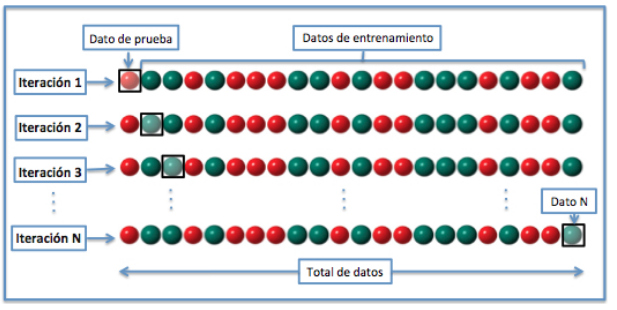 Dato de prueba
Datos de entrenamiento
Iteración 1
Iteración 2
Iteración 3
Dato N
Iteración N
Total de datos